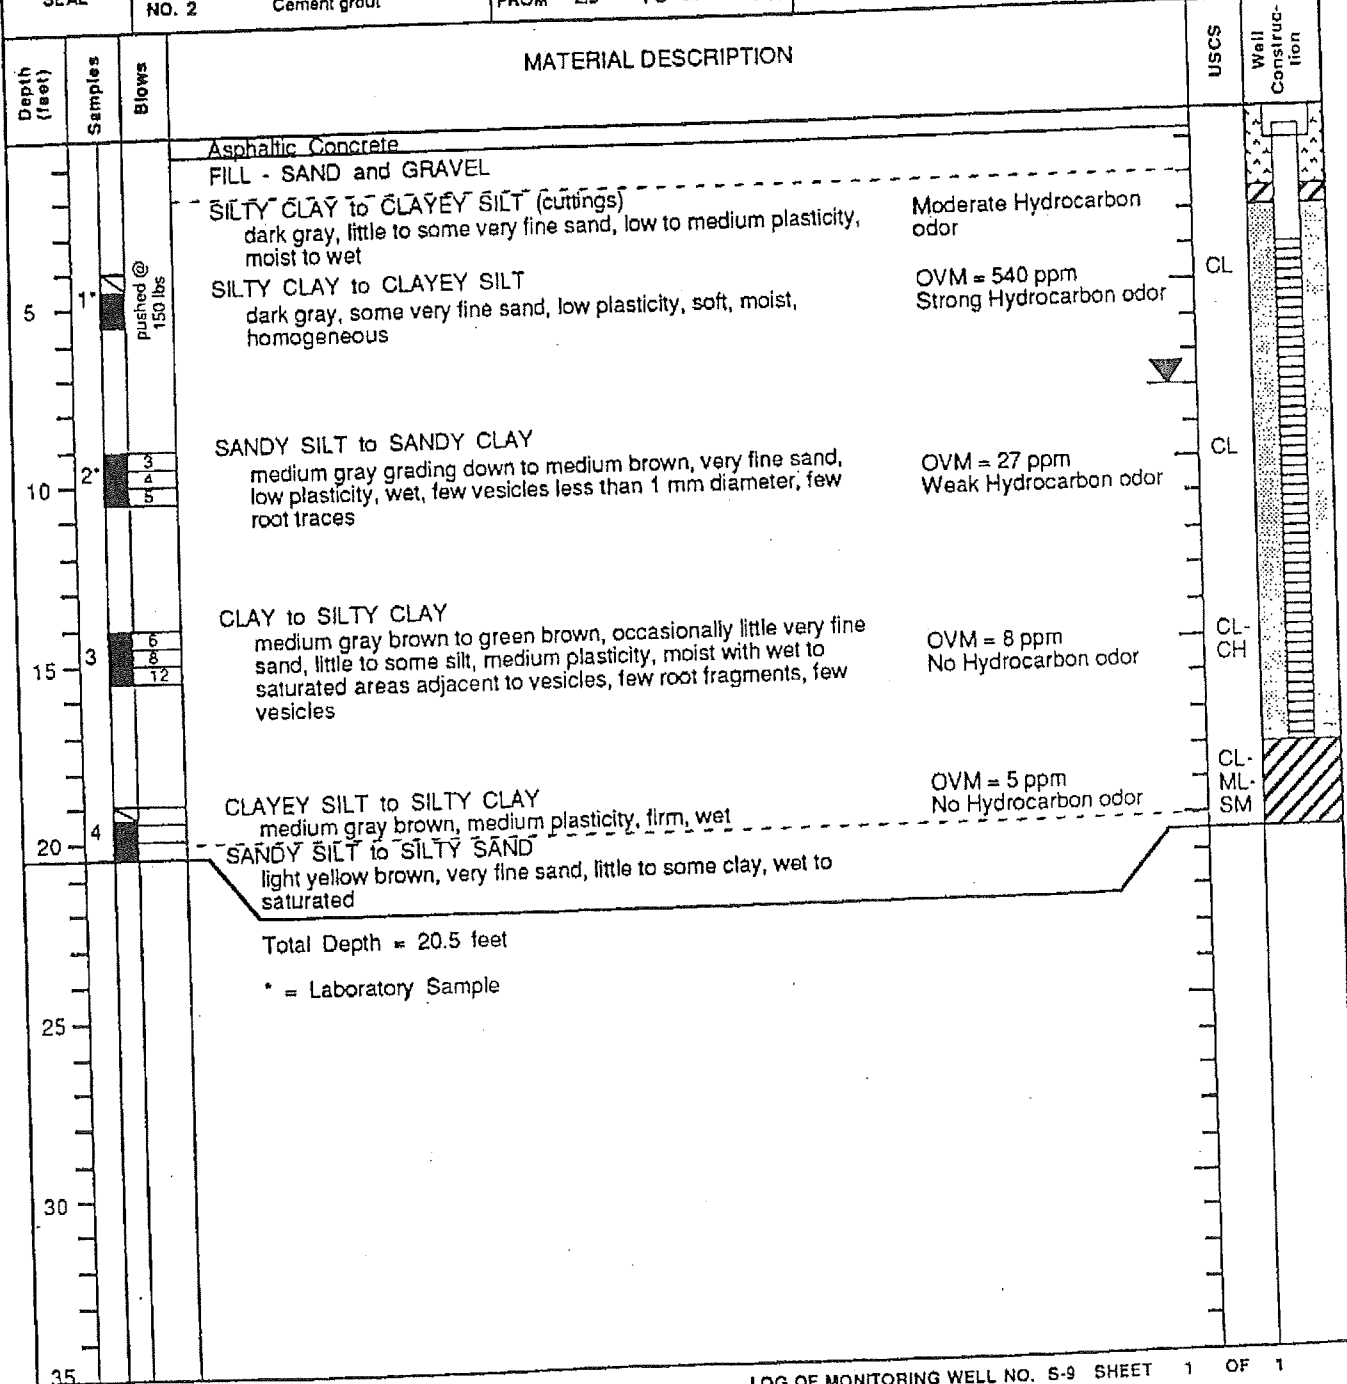 SEAL
NO. 2 Cement grout FROM TO
Depth (feet)
Samples
Blows
MATERIAL DESCRIPTION
USCS
Well Construc-
tion
Asphaltic Concrete
FILL - SAND and GRAVEL
SILTY CLAY to CLAYEY SILT (cuttings)
dark gray, little to some very fine sand, low to medium plasticity,
moist to wet
Moderate Hydrocarbon
odor
SILTY CLAY to CLAYEY SILT
dark gray, some very fine sand, low plasticity, soft, moist,
homogeneous
OVM = 540 ppm
Strong Hydrocarbon odor
CL
5
1*
pushed @
150 lbs
SANDY SILT to SANDY CLAY
medium gray grading down to medium brown, very fine sand,
low plasticity, wet, few vesicles less than 1 mm diameter, few
root traces
OVM = 27 ppm
Weak Hydrocarbon odor
CL
10
2*
3
4
5
CLAY to SILTY CLAY
medium gray brown to green brown, occasionally little very fine
sand, little to some silt, medium plasticity, moist with wet to
saturated areas adjacent to vesicles, few root fragments, few
vesicles
OVM = 8 ppm
No Hydrocarbon odor
CL-
CH
15
3
6
8
12
CLAYEY SILT to SILTY CLAY
medium gray brown, medium plasticity, firm, wet
OVM = 5 ppm
No Hydrocarbon odor
CL-
ML-
SM
20
4
SANDY SILT to SILTY SAND
light yellow brown, very fine sand, little to some clay, wet to
saturated
Total Depth = 20.5 feet
* = Laboratory Sample
25
30
35
LOG OF MONITORING WELL NO. S-9 SHEET 1 OF 1